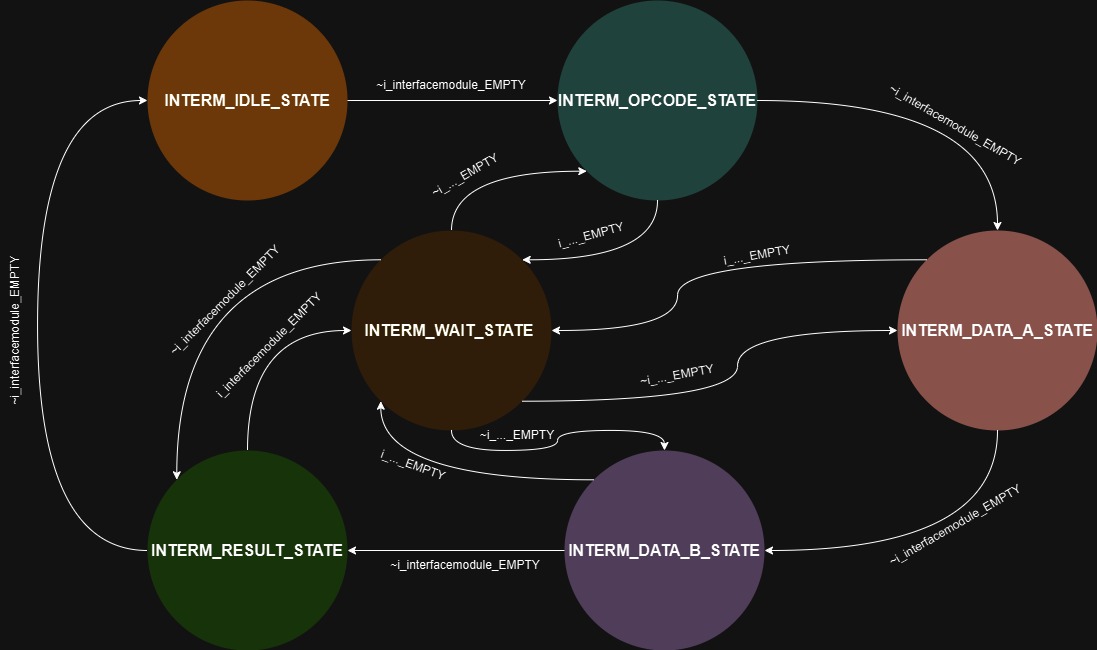 ~i_interfacemodule_EMPTY
INTERM_IDLE_STATE
INTERM_OPCODE_STATE
~i_interfacemodule_EMPTY
~i_..._EMPTY
i_..._EMPTY
i_..._EMPTY
~i_interfacemodule_EMPTY
~i_interfacemodule_EMPTY
i_interfacemodule_EMPTY
INTERM_WAIT_STATE
INTERM_DATA_A_STATE
~i_..._EMPTY
~i_..._EMPTY
i_..._EMPTY
~i_interfacemodule_EMPTY
INTERM_RESULT_STATE
INTERM_DATA_B_STATE
~i_interfacemodule_EMPTY